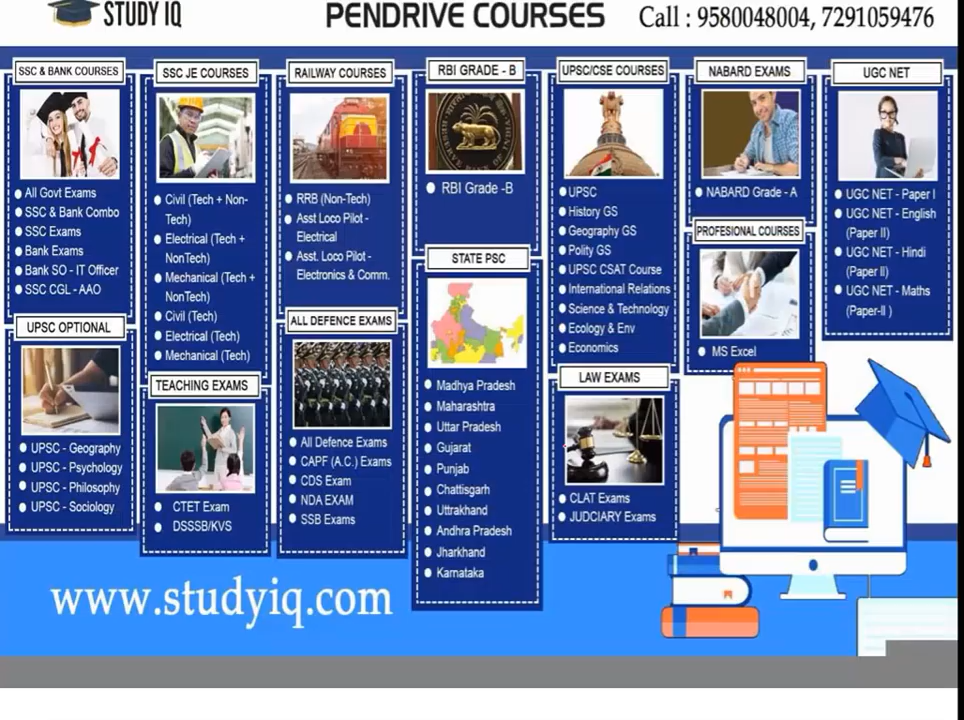 STUDY IQ
PENDRIVE COURSES
Call : 9580048004, 7291059476
SSC & BANK COURSES
All Govt Exams
SSC & Bank Combo
SSC Exams
Bank Exams
Bank SO - IT Officer
SSC CGL - AAO
UPSC OPTIONAL
UPSC - Geography
UPSC - Psychology
UPSC - Philosophy
UPSC - Sociology
SSC JE COURSES
Civil (Tech + Non-
Tech)
Electrical (Tech +
NonTech)
Mechanical (Tech +
NonTech)
Civil (Tech)
Electrical (Tech)
Mechanical (Tech)
TEACHING EXAMS
CTET Exam
DSSSB/KVS
RAILWAY COURSES
RRB (Non-Tech)
Asst Loco Pilot -
Electrical
Asst. Loco Pilot -
Electronics & Comm.
ALL DEFENCE EXAMS
All Defence Exams
CAPF (A.C.) Exams
CDS Exam
NDA EXAM
SSB Exams
RBI GRADE - B
RBI Grade -B
STATE PSC
Madhya Pradesh
Maharashtra
Uttar Pradesh
Gujarat
Punjab
Chattisgarh
Uttrakhand
Andhra Pradesh
Jharkhand
Karnataka
UPSC/CSE COURSES
UPSC
History GS
Geography GS
Polity GS
UPSC CSAT Course
International Relations
Science & Technology
Ecology & Env
Economics
LAW EXAMS
CLAT Exams
JUDICIARY Exams
NABARD EXAMS
NABARD Grade - A
PROFESIONAL COURSES
MS Excel
UGC NET
UGC NET - Paper I
UGC NET - English
(Paper II)
UGC NET - Hindi
(Paper II)
UGC NET - Maths
(Paper-II )
www.studyiq.com